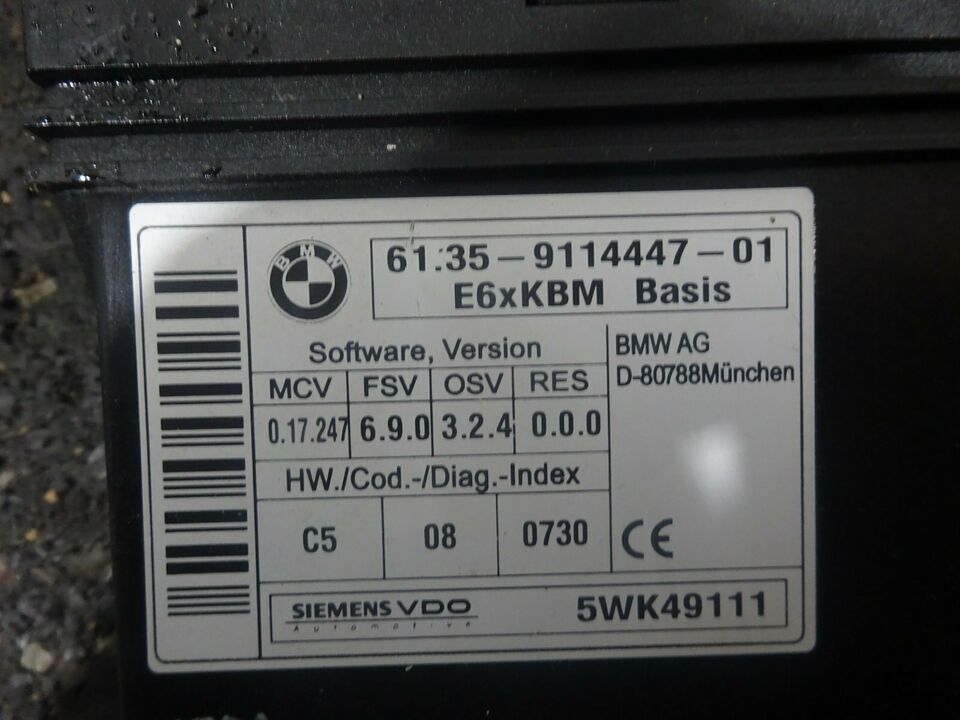 BMW
61.35-9114447-01
E6xKBM Basis
Software, Version
MCV FSV OSV RES
0.17.247 6.9.0 3.2.4 0.0.0
BMW AG
D-80788München
HW./Cod.-/Diag.-Index
C5 08 0730
CE
SIEMENS VDO
Automotive
5WK49111